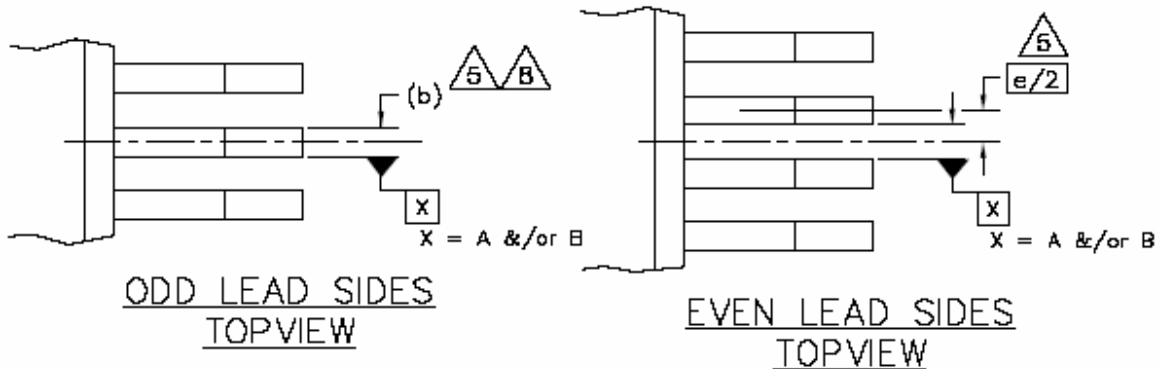 (b) 5 B
X
X = A &/or B
ODD LEAD SIDES
TOPVIEW
5
e/2
X
X = A &/or B
EVEN LEAD SIDES
TOPVIEW